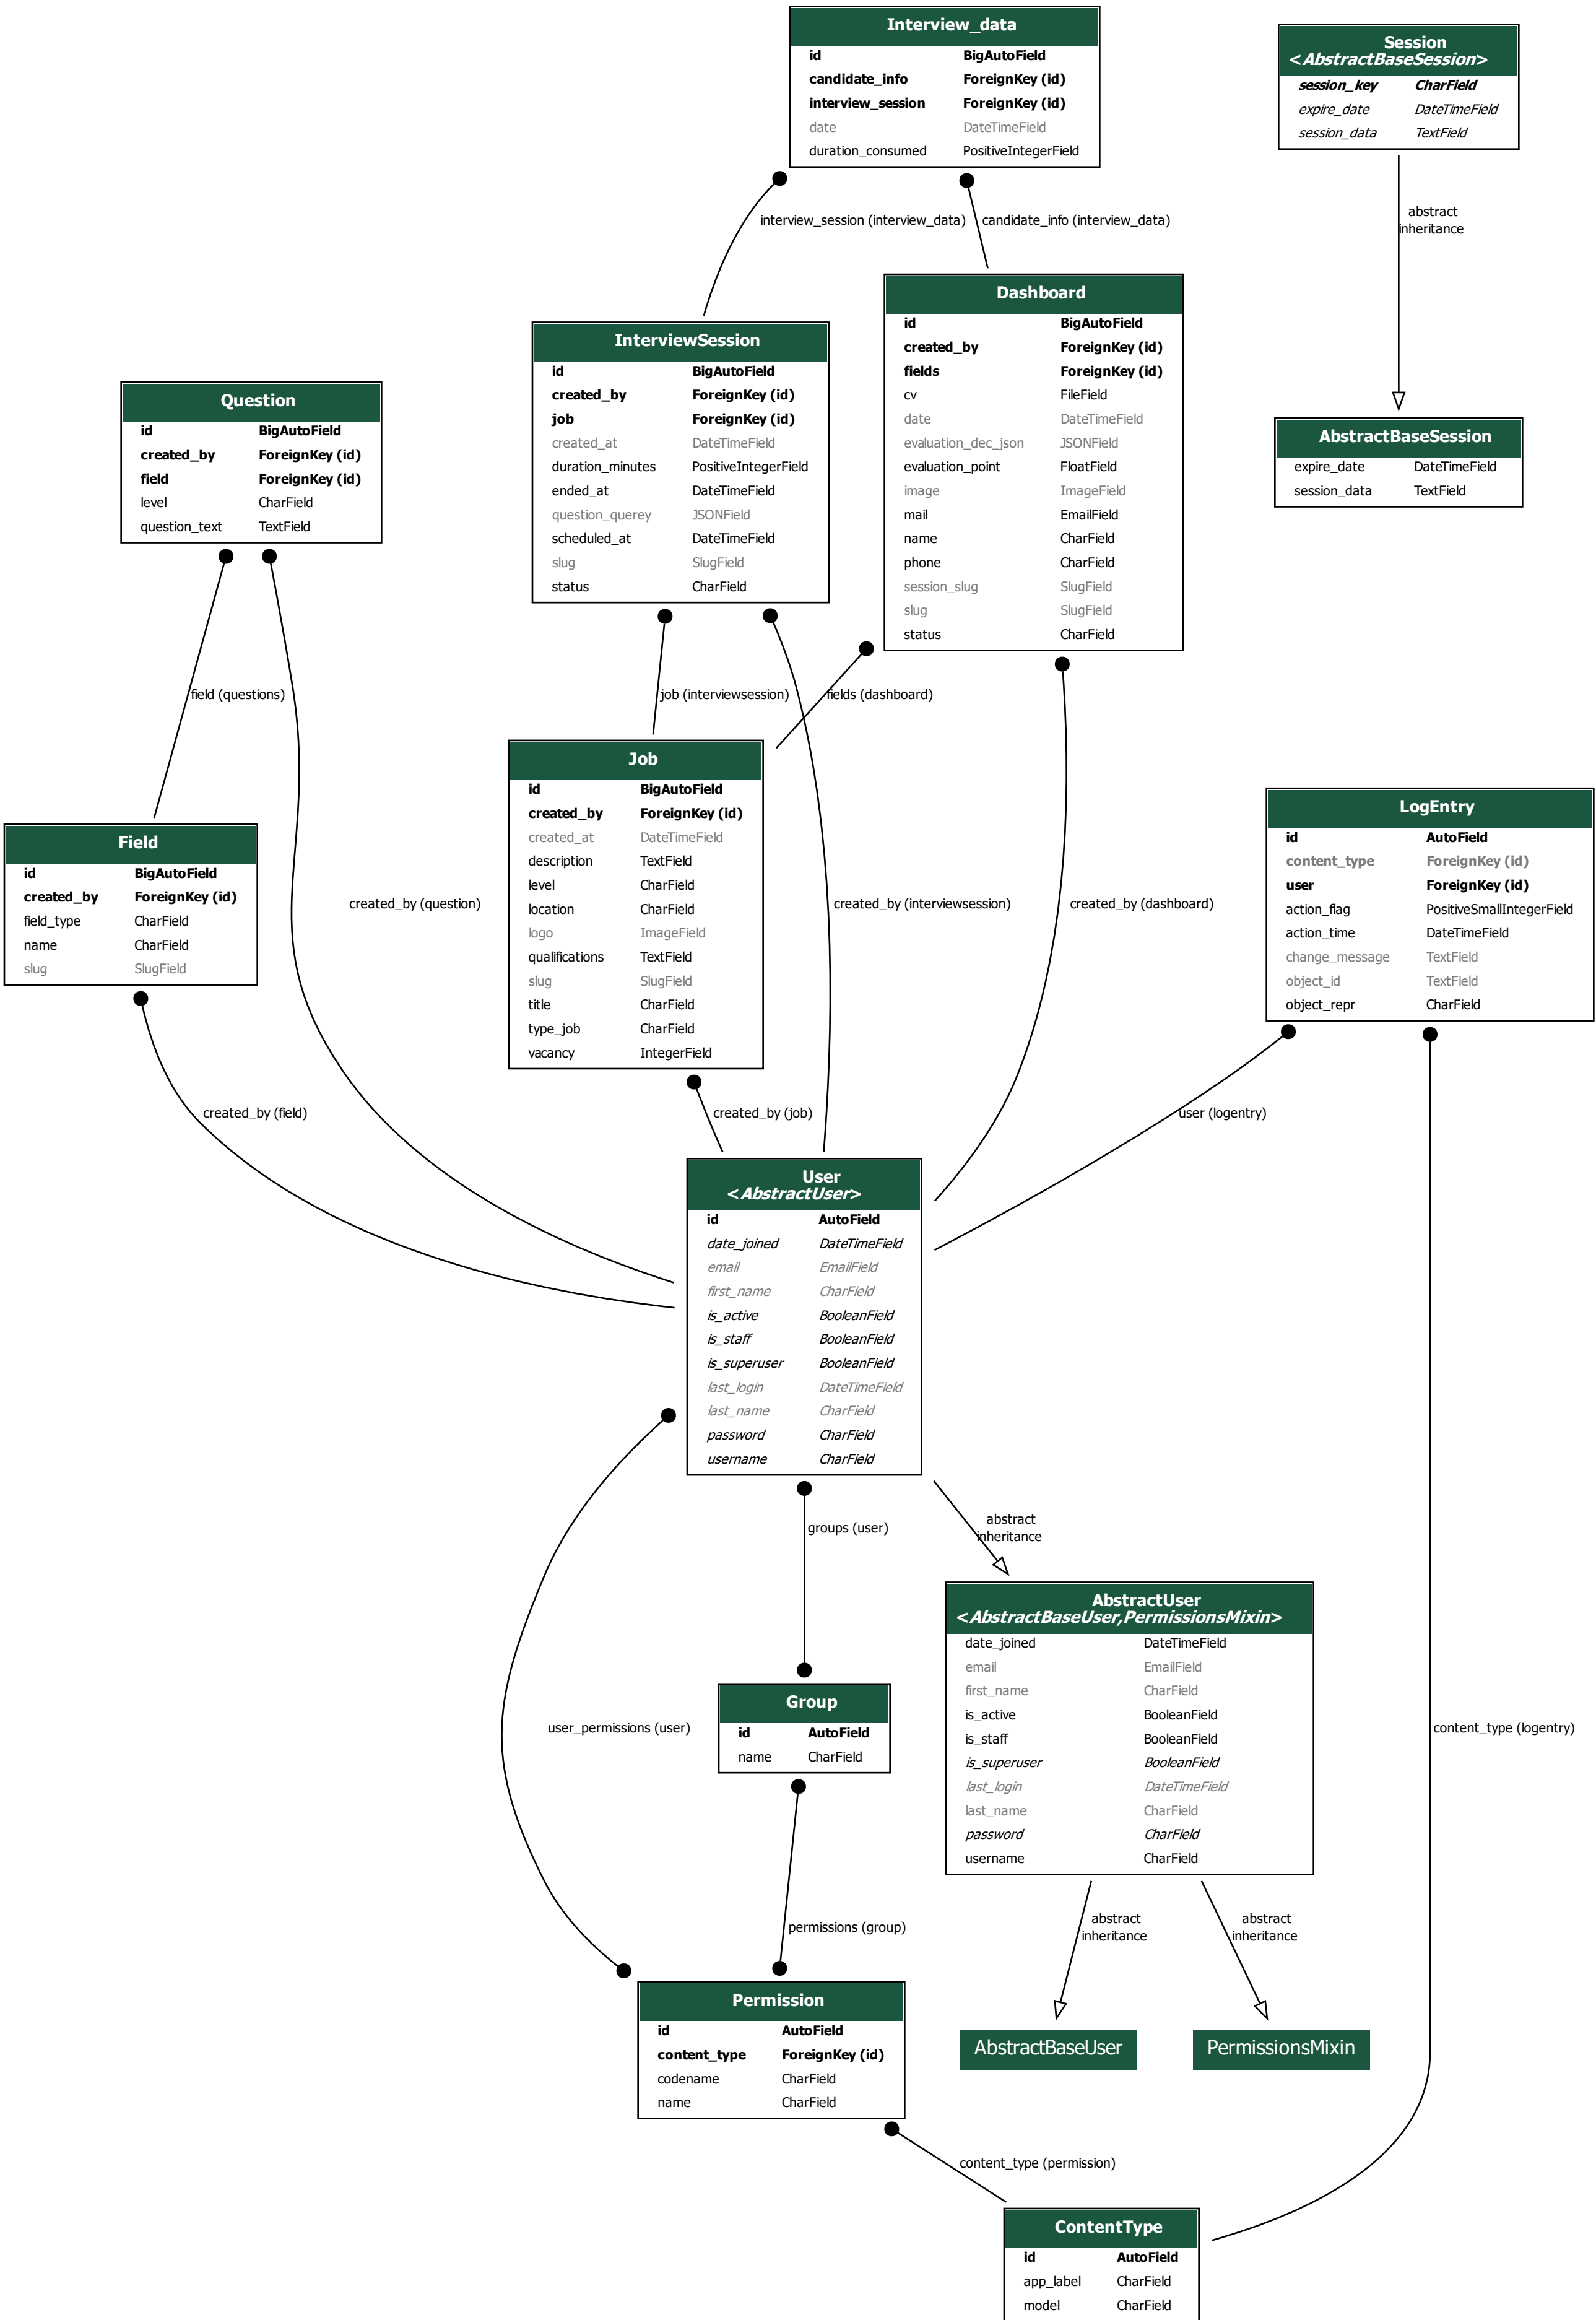 Interview_data
id BigAutoField
candidate_info ForeignKey (id)
interview_session ForeignKey (id)
date DateTimeField
duration_consumed PositiveIntegerField
Session
<AbstractBaseSession>
session_key CharField
expire_date DateTimeField
session_data TextField
interview_session (interview_data)
candidate_info (interview_data)
abstract
inheritance
Dashboard
id BigAutoField
created_by ForeignKey (id)
fields ForeignKey (id)
cv FileField
date DateTimeField
evaluation_dec_json JSONField
evaluation_point FloatField
image ImageField
mail EmailField
name CharField
phone CharField
session_slug SlugField
slug SlugField
status CharField
InterviewSession
id BigAutoField
created_by ForeignKey (id)
job ForeignKey (id)
created_at DateTimeField
duration_minutes PositiveIntegerField
ended_at DateTimeField
question_querey JSONField
scheduled_at DateTimeField
slug SlugField
status CharField
Question
id BigAutoField
created_by ForeignKey (id)
field ForeignKey (id)
level CharField
question_text TextField
AbstractBaseSession
expire_date DateTimeField
session_data TextField
field (questions)
job (interviewsession)
fields (dashboard)
Job
id BigAutoField
created_by ForeignKey (id)
created_at DateTimeField
description TextField
level CharField
location CharField
logo ImageField
qualifications TextField
slug SlugField
title CharField
type_job CharField
vacancy IntegerField
LogEntry
id AutoField
content_type ForeignKey (id)
user ForeignKey (id)
action_flag PositiveSmallIntegerField
action_time DateTimeField
change_message TextField
object_id TextField
object_repr CharField
Field
id BigAutoField
created_by ForeignKey (id)
field_type CharField
name CharField
slug SlugField
created_by (question)
created_by (interviewsession)
created_by (dashboard)
created_by (field)
created_by (job)
user (logentry)
User
<AbstractUser>
id AutoField
date_joined DateTimeField
email EmailField
first_name CharField
is_active BooleanField
is_staff BooleanField
is_superuser BooleanField
last_login DateTimeField
last_name CharField
password CharField
username CharField
groups (user)
abstract
inheritance
AbstractUser
<AbstractBaseUser,PermissionsMixin>
date_joined DateTimeField
email EmailField
first_name CharField
is_active BooleanField
is_staff BooleanField
is_superuser BooleanField
last_login DateTimeField
last_name CharField
password CharField
username CharField
Group
id AutoField
name CharField
user_permissions (user)
content_type (logentry)
permissions (group)
abstract
inheritance
abstract
inheritance
Permission
id AutoField
content_type ForeignKey (id)
codename CharField
name CharField
AbstractBaseUser
PermissionsMixin
content_type (permission)
ContentType
id AutoField
app_label CharField
model CharField